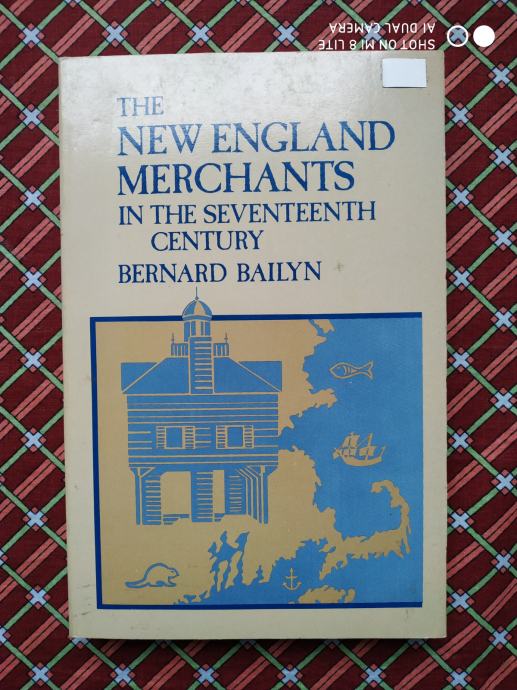 SHOT ON MI 8 LITE
AI DUAL CAMERA
THE
NEW ENGLAND
MERCHANTS
IN THE SEVENTEENTH
CENTURY
BERNARD BAILYN